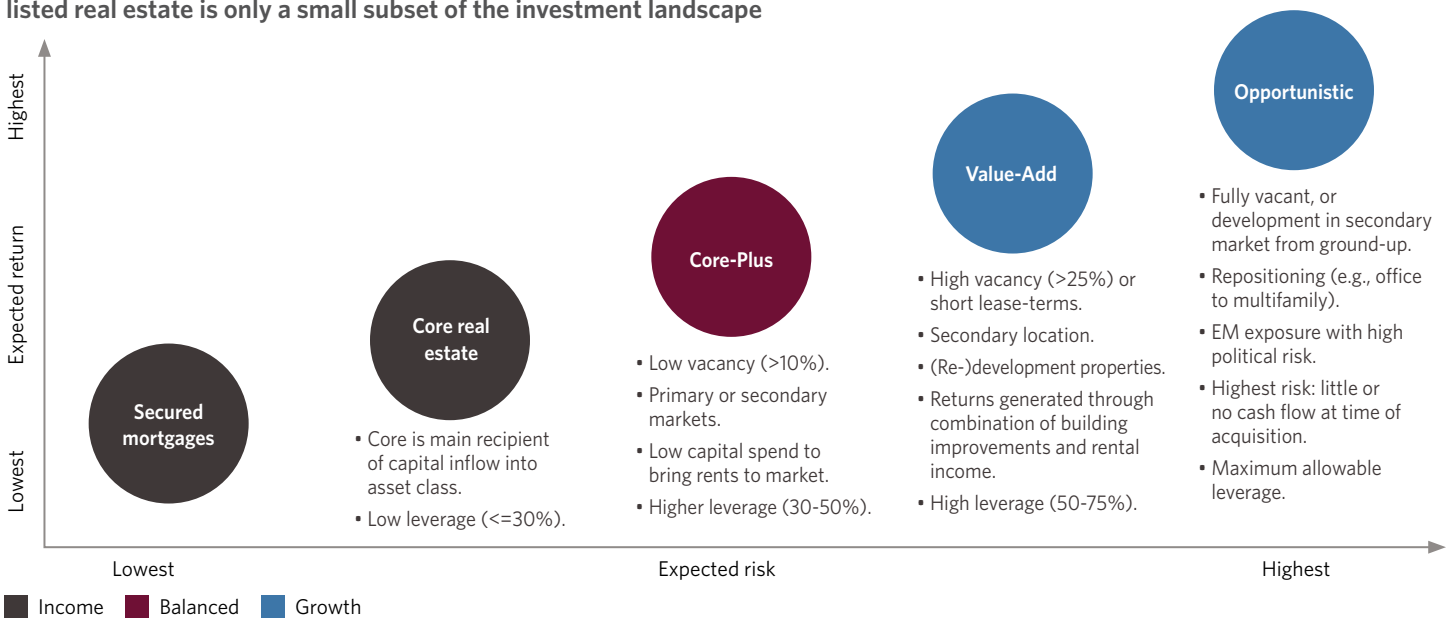 listed real estate is only a small subset of the investment landscape
Highest
Expected return
Lowest
Secured
mortgages
Core real
estate
• Core is main recipient
of capital inflow into
asset class.
• Low leverage (<=30%).
Core-Plus
• Low vacancy (>10%).
• Primary or secondary
markets.
• Low capital spend to
bring rents to market.
• Higher leverage (30-50%).
Value-Add
• High vacancy (>25%) or
short lease-terms.
• Secondary location.
• (Re-)development properties.
• Returns generated through
combination of building
improvements and rental
income.
• High leverage (50-75%).
Opportunistic
• Fully vacant, or
development in secondary
market from ground-up.
• Repositioning (e.g., office
to multifamily).
• EM exposure with high
political risk.
• Highest risk: little or
no cash flow at time of
acquisition.
• Maximum allowable
leverage.
Lowest
Expected risk
Highest
Income
Balanced
Growth